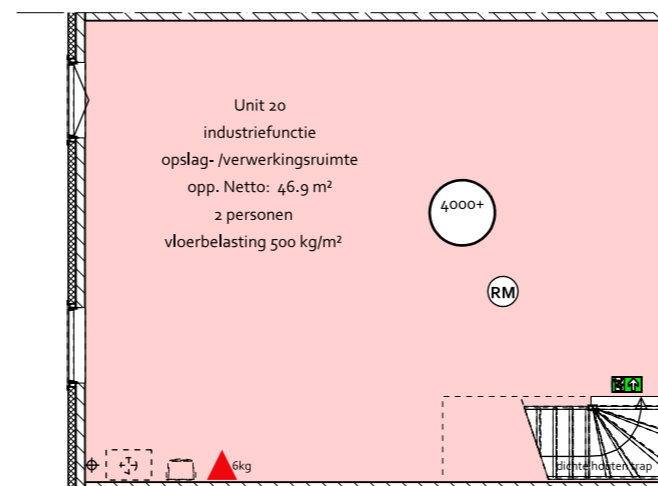 Unit 20
industriefunctie
opslag- /verwerkingsruimte
opp. Netto: 46.9 m²
2 personen
vloerbelasting 500 kg/m²
4000+
RM
6kg
dichte houten trap